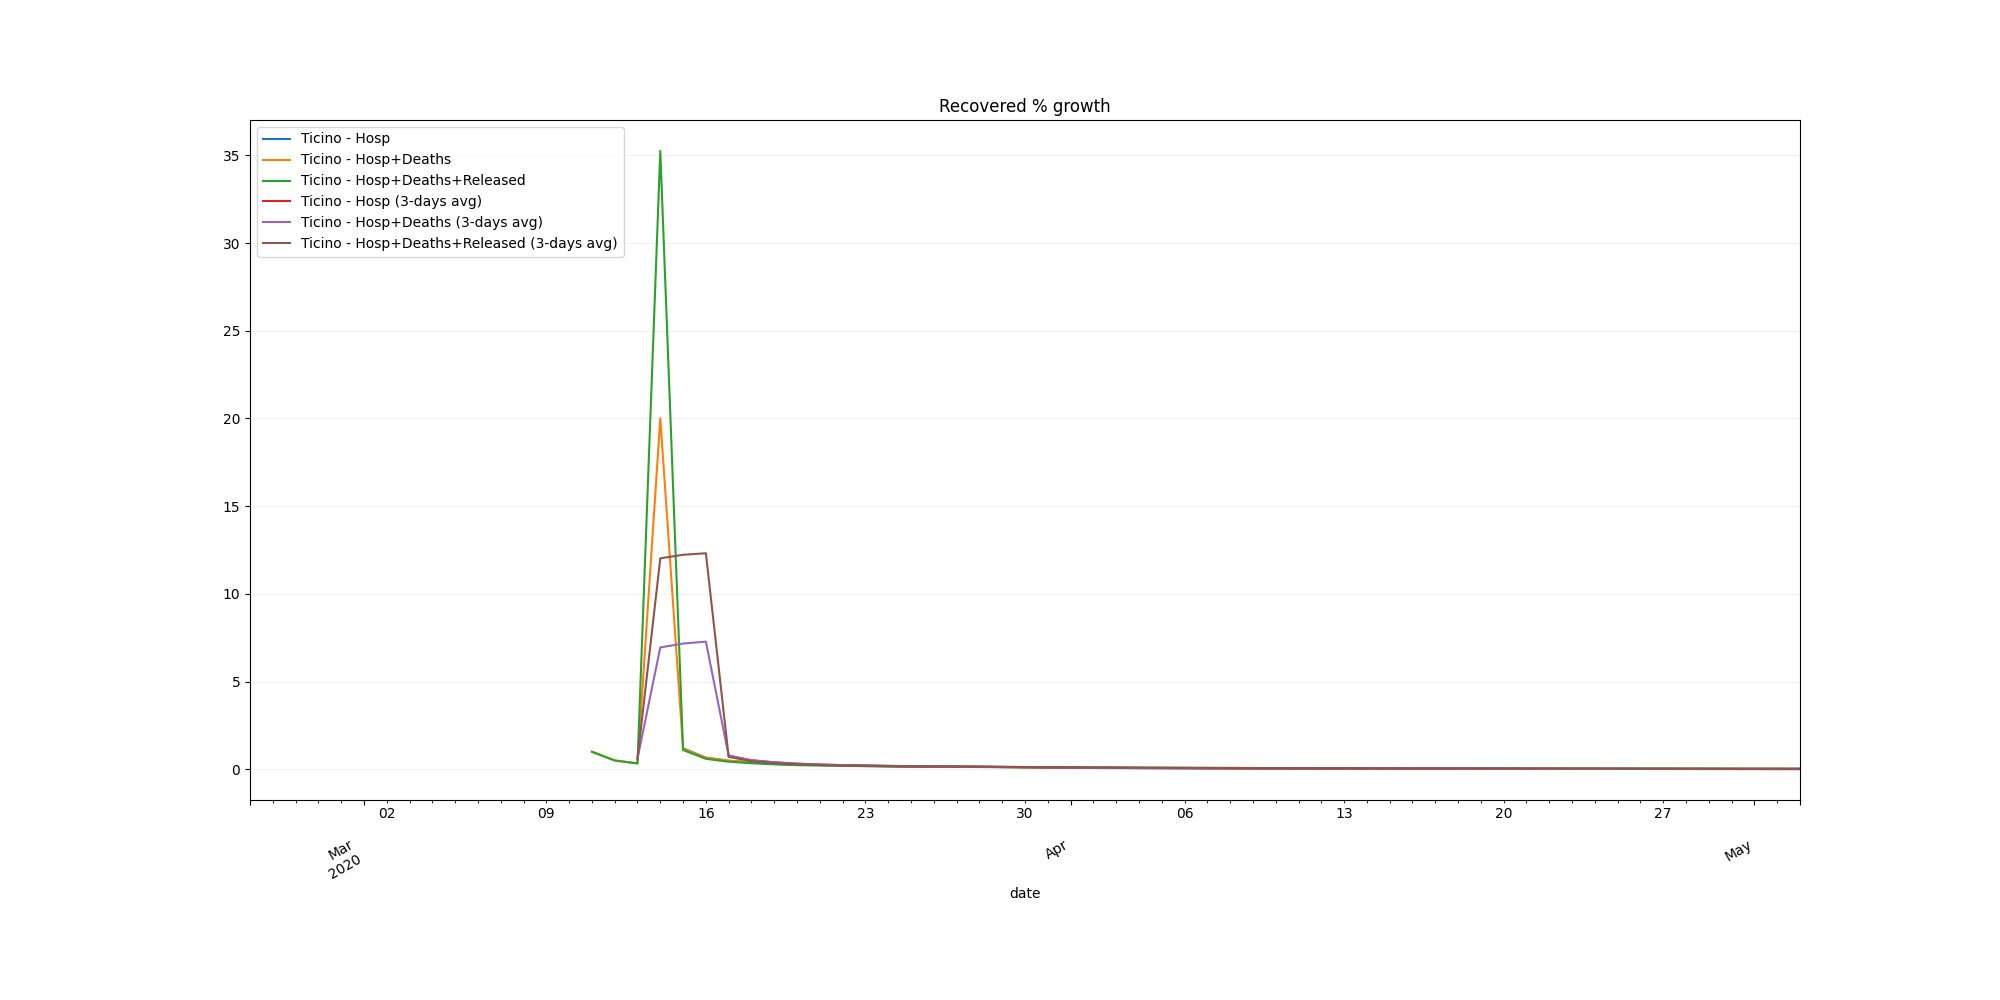 Recovered % growth
Ticino - Hosp
Ticino - Hosp+Deaths
Ticino - Hosp+Deaths+Released
Ticino - Hosp (3-days avg)
Ticino - Hosp+Deaths (3-days avg)
Ticino - Hosp+Deaths+Released (3-days avg)
35
30
25
20
15
10
5
0
02 09 16 23 30 06 13 20 27
Mar Apr May
2020
date